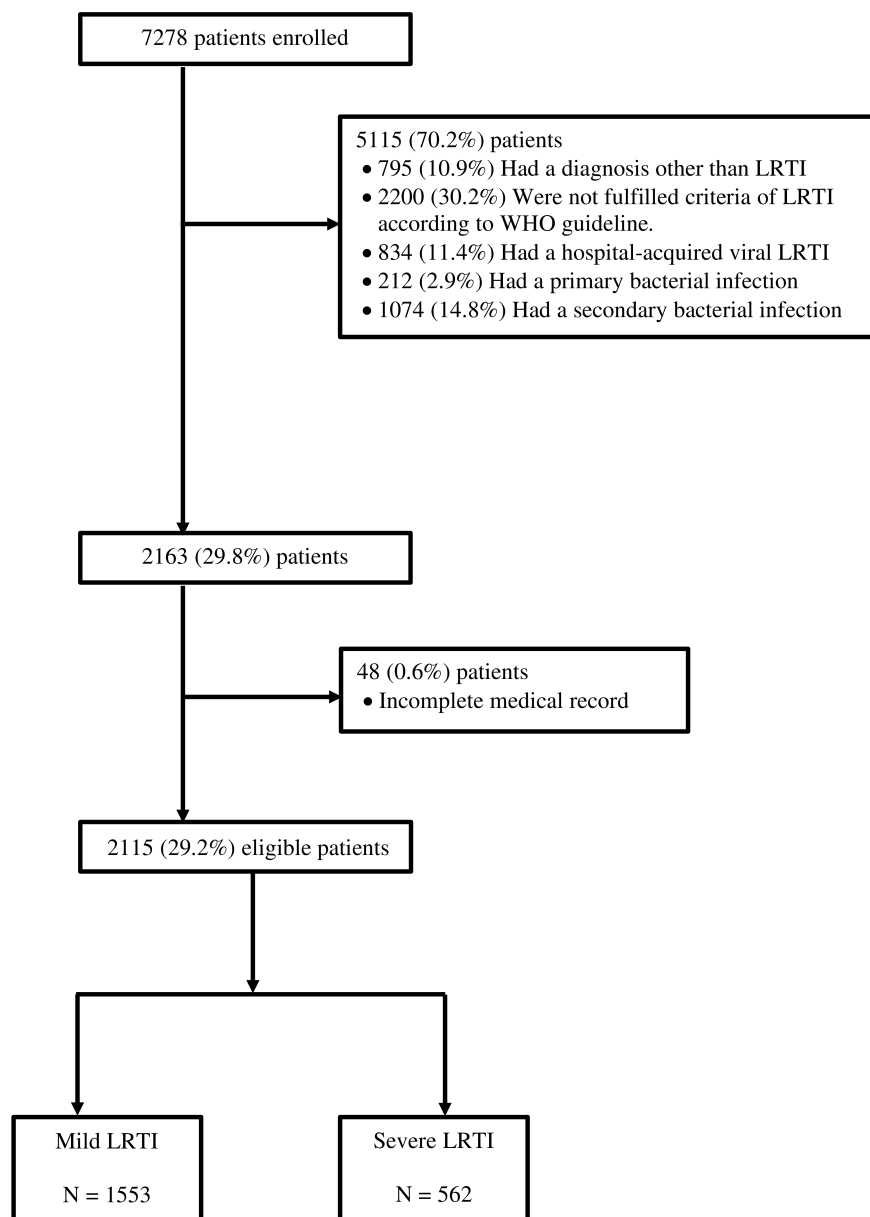 7278 patients enrolled
5115 (70.2%) patients
• 795 (10.9%) Had a diagnosis other than LRTI
• 2200 (30.2%) Were not fulfilled criteria of LRTI
according to WHO guideline.
• 834 (11.4%) Had a hospital-acquired viral LRTI
• 212 (2.9%) Had a primary bacterial infection
• 1074 (14.8%) Had a secondary bacterial infection
2163 (29.8%) patients
48 (0.6%) patients
• Incomplete medical record
2115 (29.2%) eligible patients
Mild LRTI
N = 1553
Severe LRTI
N = 562